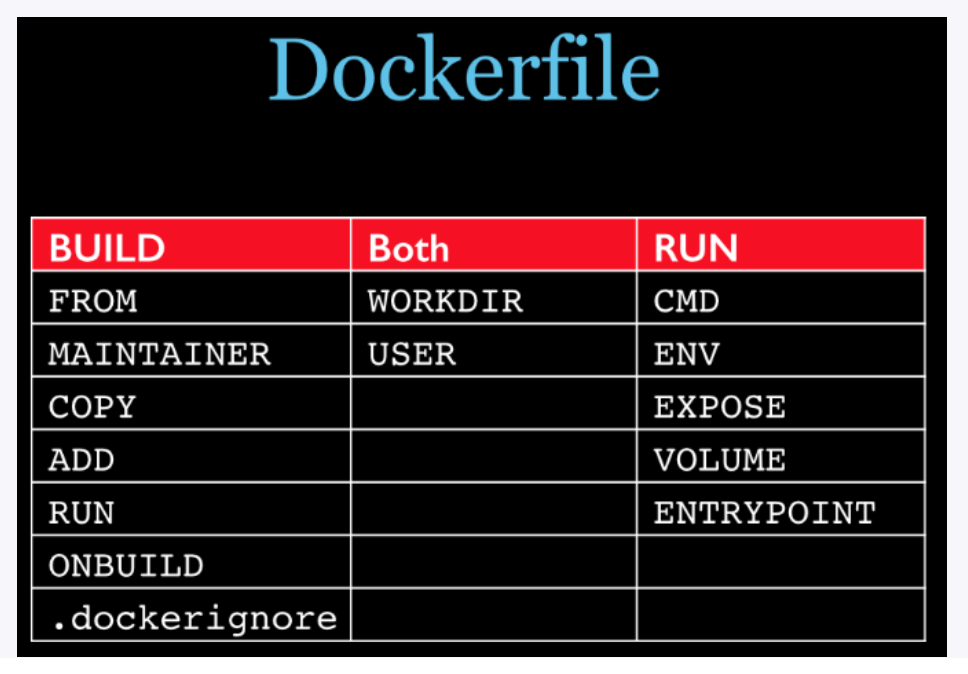 Dockerfile
BUILD Both RUN
FROM WORKDIR CMD
MAINTAINER USER ENV
COPY EXPOSE
ADD VOLUME
RUN ENTRYPOINT
ONBUILD
.dockerignore